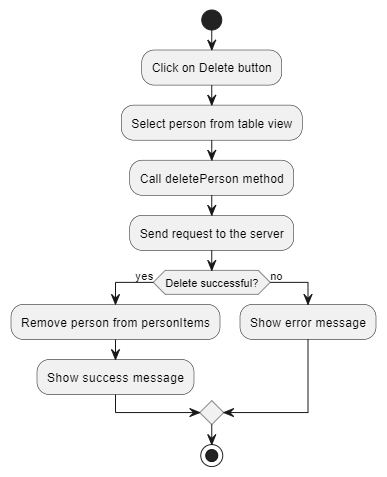 Click on Delete button
Select person from table view
Call deletePerson method
Send request to the server
yes
Delete successful?
no
Remove person from personItems
Show error message
Show success message